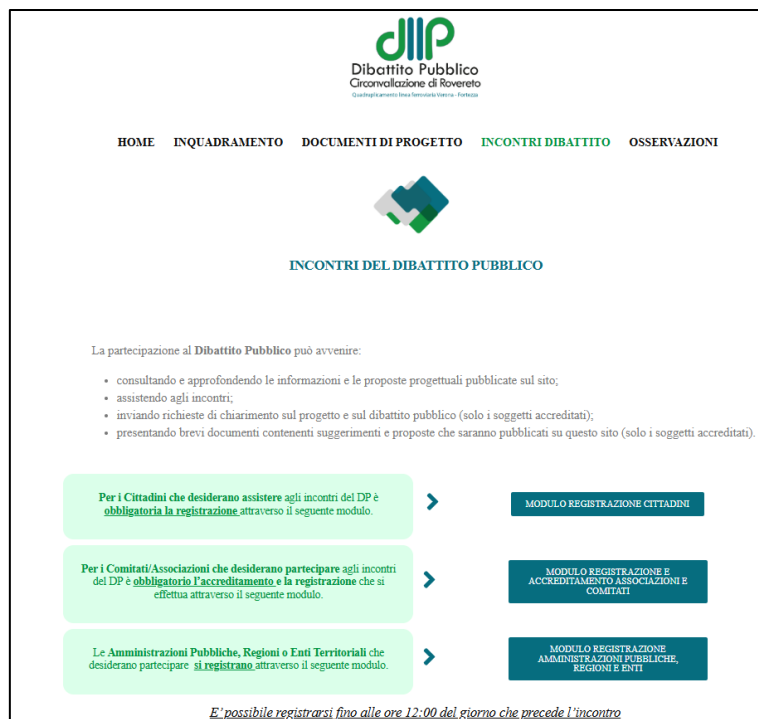 Dibattito Pubblico
Circonvallazione di Rovereto
Quadruplicamento linea Ferroviaria Verona - Fortezza
HOME INQUADRAMENTO DOCUMENTI DI PROGETTO INCONTRI DIBATTITO OSSERVAZIONI
INCONTRI DEL DIBATTITO PUBBLICO
La partecipazione al Dibattito Pubblico può avvenire:
• consultando e approfondendo le informazioni e le proposte progettuali pubblicate sul sito;
• assistendo agli incontri;
• inviando richieste di chiarimento sul progetto e sul dibattito pubblico (solo i soggetti accreditati);
• presentando brevi documenti contenenti suggerimenti e proposte che saranno pubblicati su questo sito (solo i soggetti accreditati).
Per i Cittadini che desiderano assistere agli incontri del DP è
obbligatoria la registrazione attraverso il seguente modulo.
MODULO REGISTRAZIONE CITTADINI
Per i Comitati/Associazioni che desiderano partecipare agli incontri
del DP è obbligatorio l'accreditamento e la registrazione che si
effettua attraverso il seguente modulo.
MODULO REGISTRAZIONE E
ACCREDITAMENTO ASSOCIAZIONI E
COMITATI
Le Amministrazioni Pubbliche, Regioni o Enti Territoriali che
desiderano partecipare si registrano attraverso il seguente modulo.
MODULO REGISTRAZIONE
AMMINISTRAZIONI PUBBLICHE,
REGIONI E ENTI
E' possibile registrarsi fino alle ore 12:00 del giorno che precede l'incontro